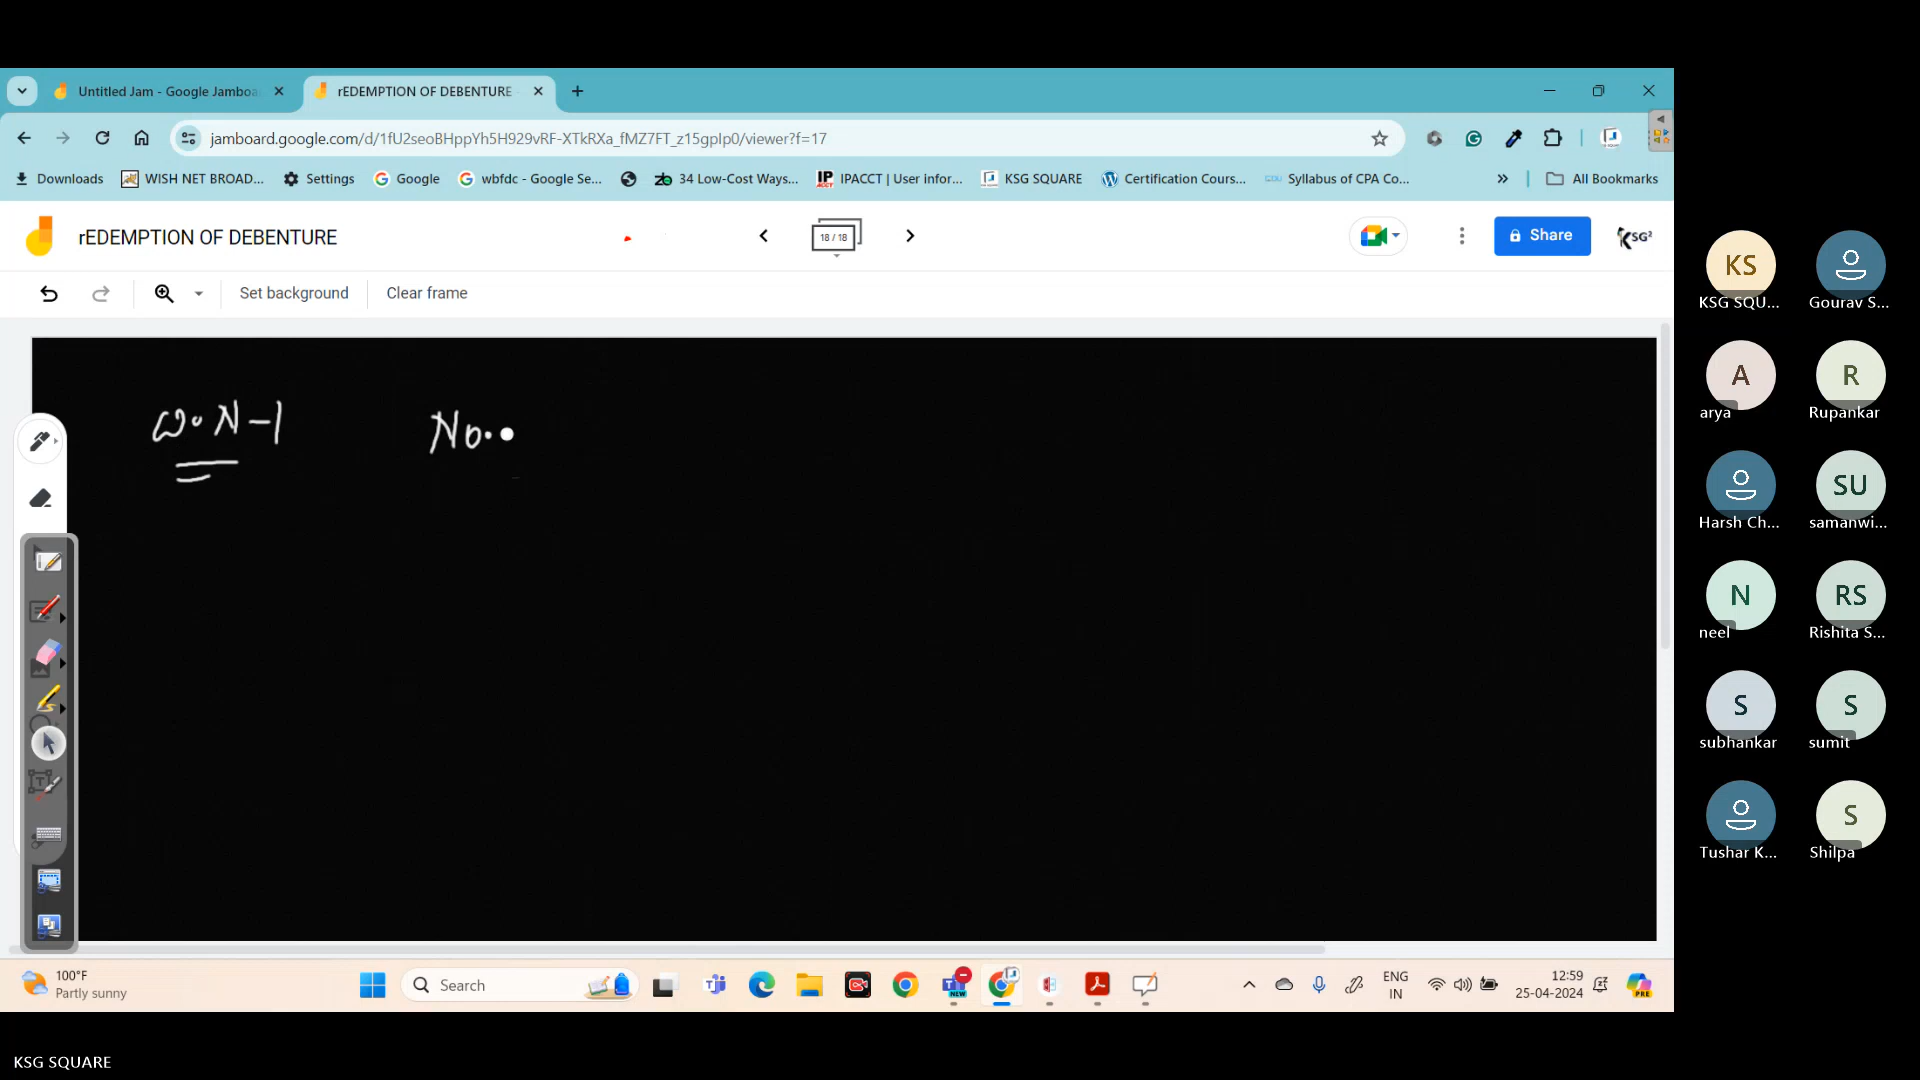 Untitled Jam - Google Jamboa
rEDEMPTION OF DEBENTURE
jamboard.google.com/d/1fU2seoBHppYh5H929vRF-XTkRXa_fMZ7FT_z15gpIp0/viewer?f=17
Downloads WISH NET BROAD... Settings Google wbfdc - Google Se... 34 Low-Cost Ways... IPACCT | User infor... KSG SQUARE Certification Cours... Syllabus of CPA Co... » All Bookmarks
rEDEMPTION OF DEBENTURE 18 / 18 Share KSG²
Set background Clear frame
W.N-1 No.
KS A R SU N RS S S S
KSG SQU... Gourav S...
arya Rupankar
Harsh Ch... samanwi...
neel Rishita S...
subhankar sumit
Tushar K... Shilpa
100°F
Partly sunny
Search
NEW
ENG
IN
12:59
25-04-2024
PRE
KSG SQUARE